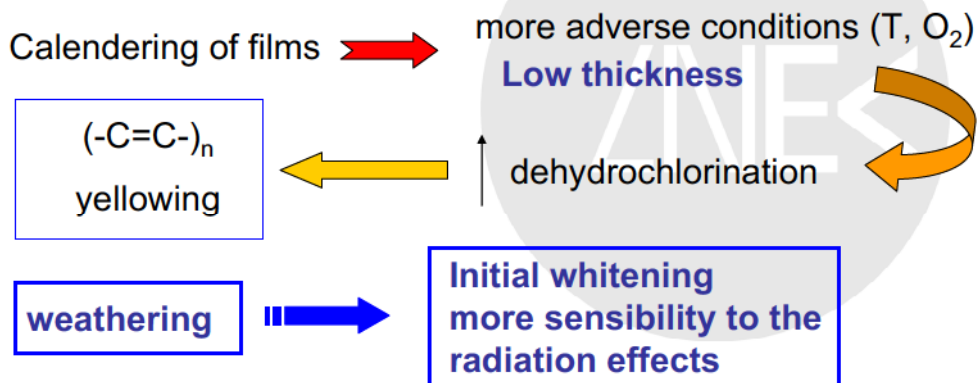 Calendering of films
more adverse conditions (T, O2)
Low thickness
(-C=C-)n
yellowing
dehydrochlorination
weathering
Initial whitening
more sensibility to the
radiation effects